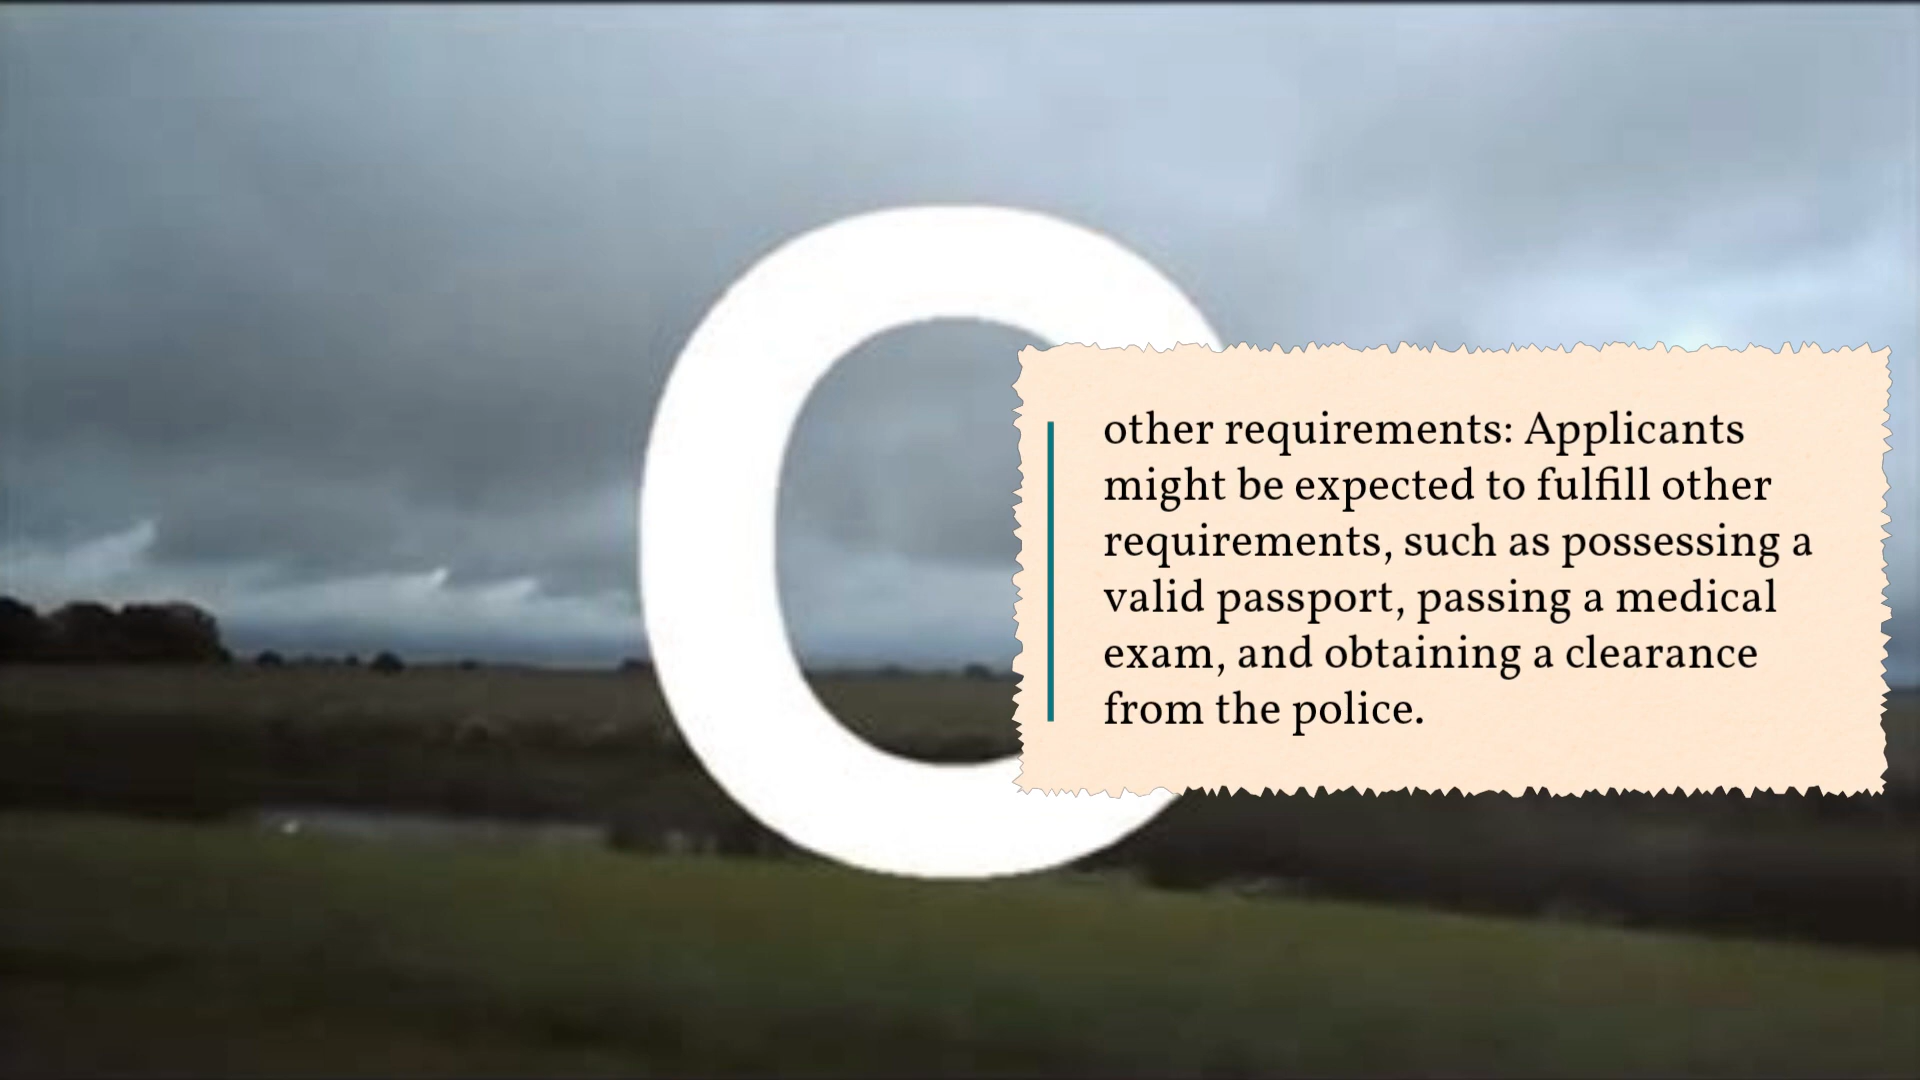 other requirements: Applicants
might be expected to fulfill other
requirements, such as possessing a
valid passport, passing a medical
exam, and obtaining a clearance
from the police.